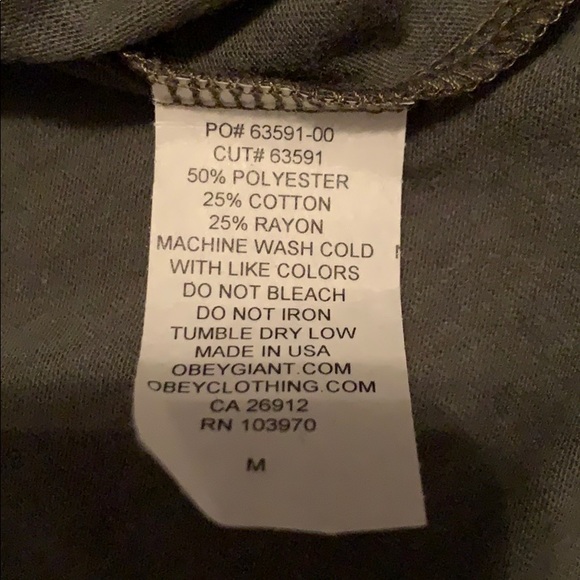 PO# 63591-00
CUT# 63591
50% POLYESTER
25% COTTON
25% RAYON
MACHINE WASH COLD
WITH LIKE COLORS
DO NOT BLEACH
DO NOT IRON
TUMBLE DRY LOW
MADE IN USA
OBEYGIANT.COM
OBEYCLOTHING.COM
CA 26912
RN 103970
M